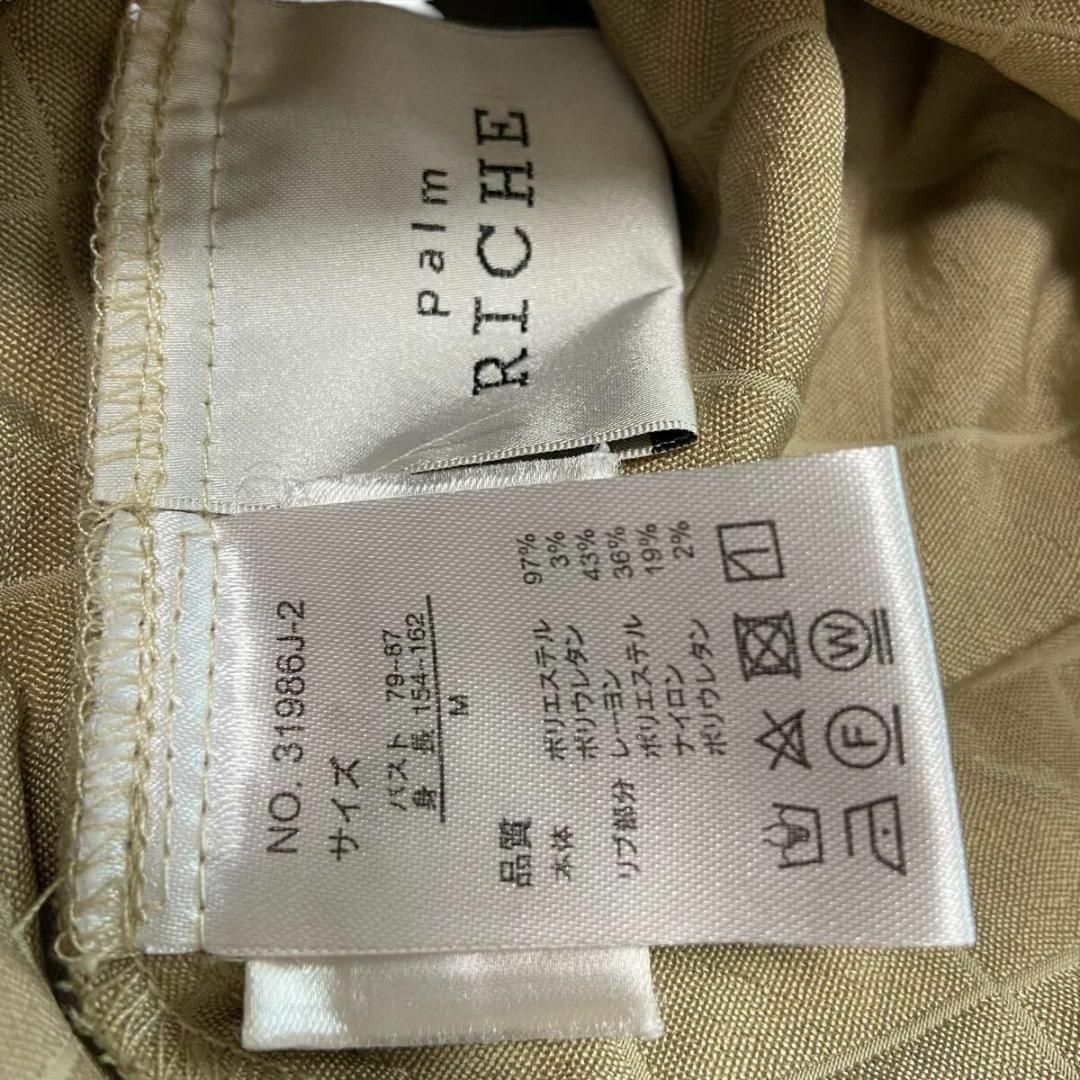 palm
RICHE
NO. 31986J-2
サイズ
バスト 79-87
身 長 154-162
M
品質
本体 ポリエステル 97%
ポリウレタン 3%
リブ部分 レーヨン 43%
ポリエステル 36%
ナイロン 19%
ポリウレタン 2%
F W